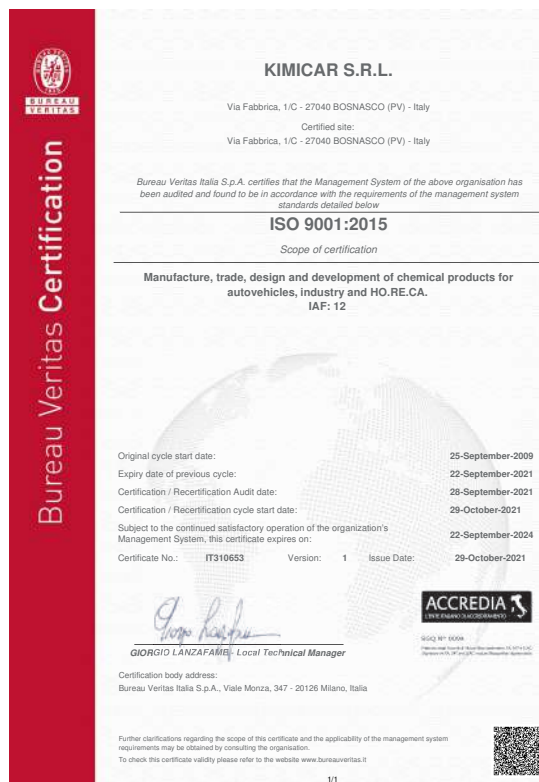 BUREAU
VERITAS
Bureau Veritas Certification
KIMICAR S.R.L.
Via Fabbrica, 1/C - 27040 BOSNASCO (PV) - Italy
Certified site:
Via Fabbrica, 1/C - 27040 BOSNASCO (PV) - Italy
Bureau Veritas Italia S.p.A. certifies that the Management System of the above organisation has
been audited and found to be in accordance with the requirements of the management system
standards detailed below
ISO 9001:2015
Scope of certification
Manufacture, trade, design and development of chemical products for
autovehicles, industry and HO.RE.CA.
IAF: 12
Original cycle start date: 25-September-2009
Expiry date of previous cycle: 22-September-2021
Certification / Recertification Audit date: 28-September-2021
Certification / Recertification cycle start date: 29-October-2021
Subject to the continued satisfactory operation of the organization's
Management System, this certificate expires on: 22-September-2024
Certificate No.: IT310653 Version: 1 Issue Date: 29-October-2021
ACCREDIA
L'ENTE ITALIANO DI ACCREDITAMENTO
SGQ N° 009A
GIORGIO LANZAFAME - Local Technical Manager
Certification body address:
Bureau Veritas Italia S.p.A., Viale Monza, 347 - 20126 Milano, Italia
Further clarifications regarding the scope of this certificate and the applicability of the management system
requirements may be obtained by consulting the organisation.
To check this certificate validity please refer to the website www.bureauveritas.it
1/1